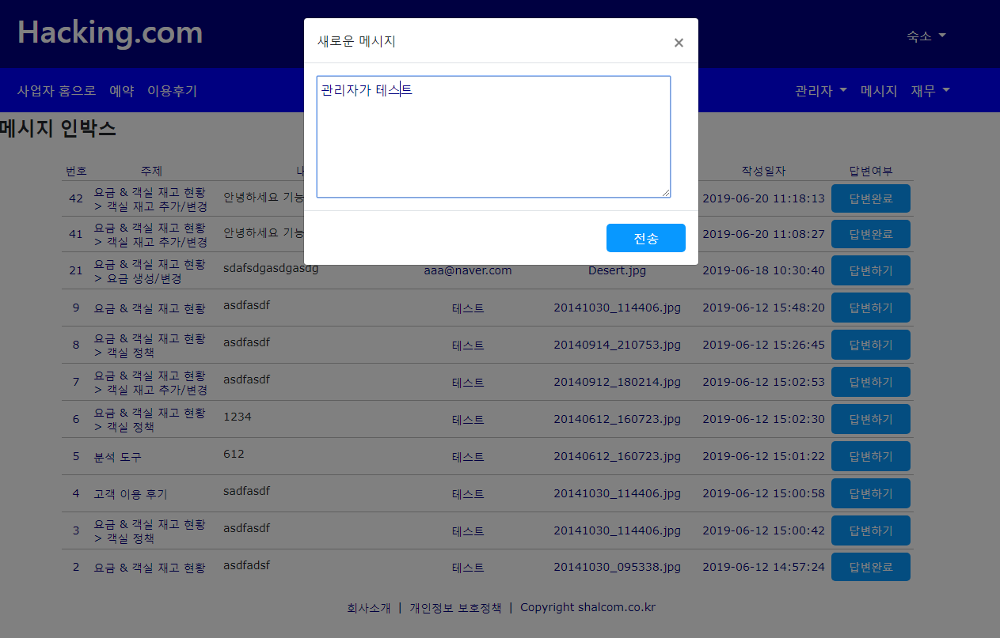 Hacking.com
숙소
사업자 홈으로 예약 이용후기
관리자 메시지 재무
새로운 메시지
×
관리자가 테스트
전송
메시지 인박스
번호 주제 작성일자 답변여부
42 요금 & 객실 재고 현황 안녕하세요 기능 2019-06-20 11:18:13 답변완료
> 객실 재고 추가/변경
41 요금 & 객실 재고 현황 안녕하세요 기능 2019-06-20 11:08:27 답변완료
> 객실 재고 추가/변경
21 요금 & 객실 재고 현황 sdafsdgasdgasdg aaa@naver.com Desert.jpg 2019-06-18 10:30:40 답변하기
> 요금 생성/변경
9 요금 & 객실 재고 현황 asdfasdf 테스트 20141030_114406.jpg 2019-06-12 15:48:20 답변하기
8 요금 & 객실 재고 현황 asdfasdf 테스트 20140914_210753.jpg 2019-06-12 15:26:45 답변하기
> 객실 정책
7 요금 & 객실 재고 현황 asdfasdf 테스트 20140912_180214.jpg 2019-06-12 15:02:53 답변하기
> 객실 재고 추가/변경
6 요금 & 객실 재고 현황 1234 테스트 20140612_160723.jpg 2019-06-12 15:02:30 답변하기
> 객실 정책
5 분석 도구 612 테스트 20140612_160723.jpg 2019-06-12 15:01:22 답변하기
4 고객 이용 후기 sadfasdf 테스트 20141030_114406.jpg 2019-06-12 15:00:58 답변하기
3 요금 & 객실 재고 현황 asdfasdf 테스트 20141030_114406.jpg 2019-06-12 15:00:42 답변하기
> 객실 정책
2 요금 & 객실 재고 현황 asdfadsf 테스트 20141030_095338.jpg 2019-06-12 14:57:24 답변완료
회사소개 | 개인정보 보호정책 | Copyright shalcom.co.kr